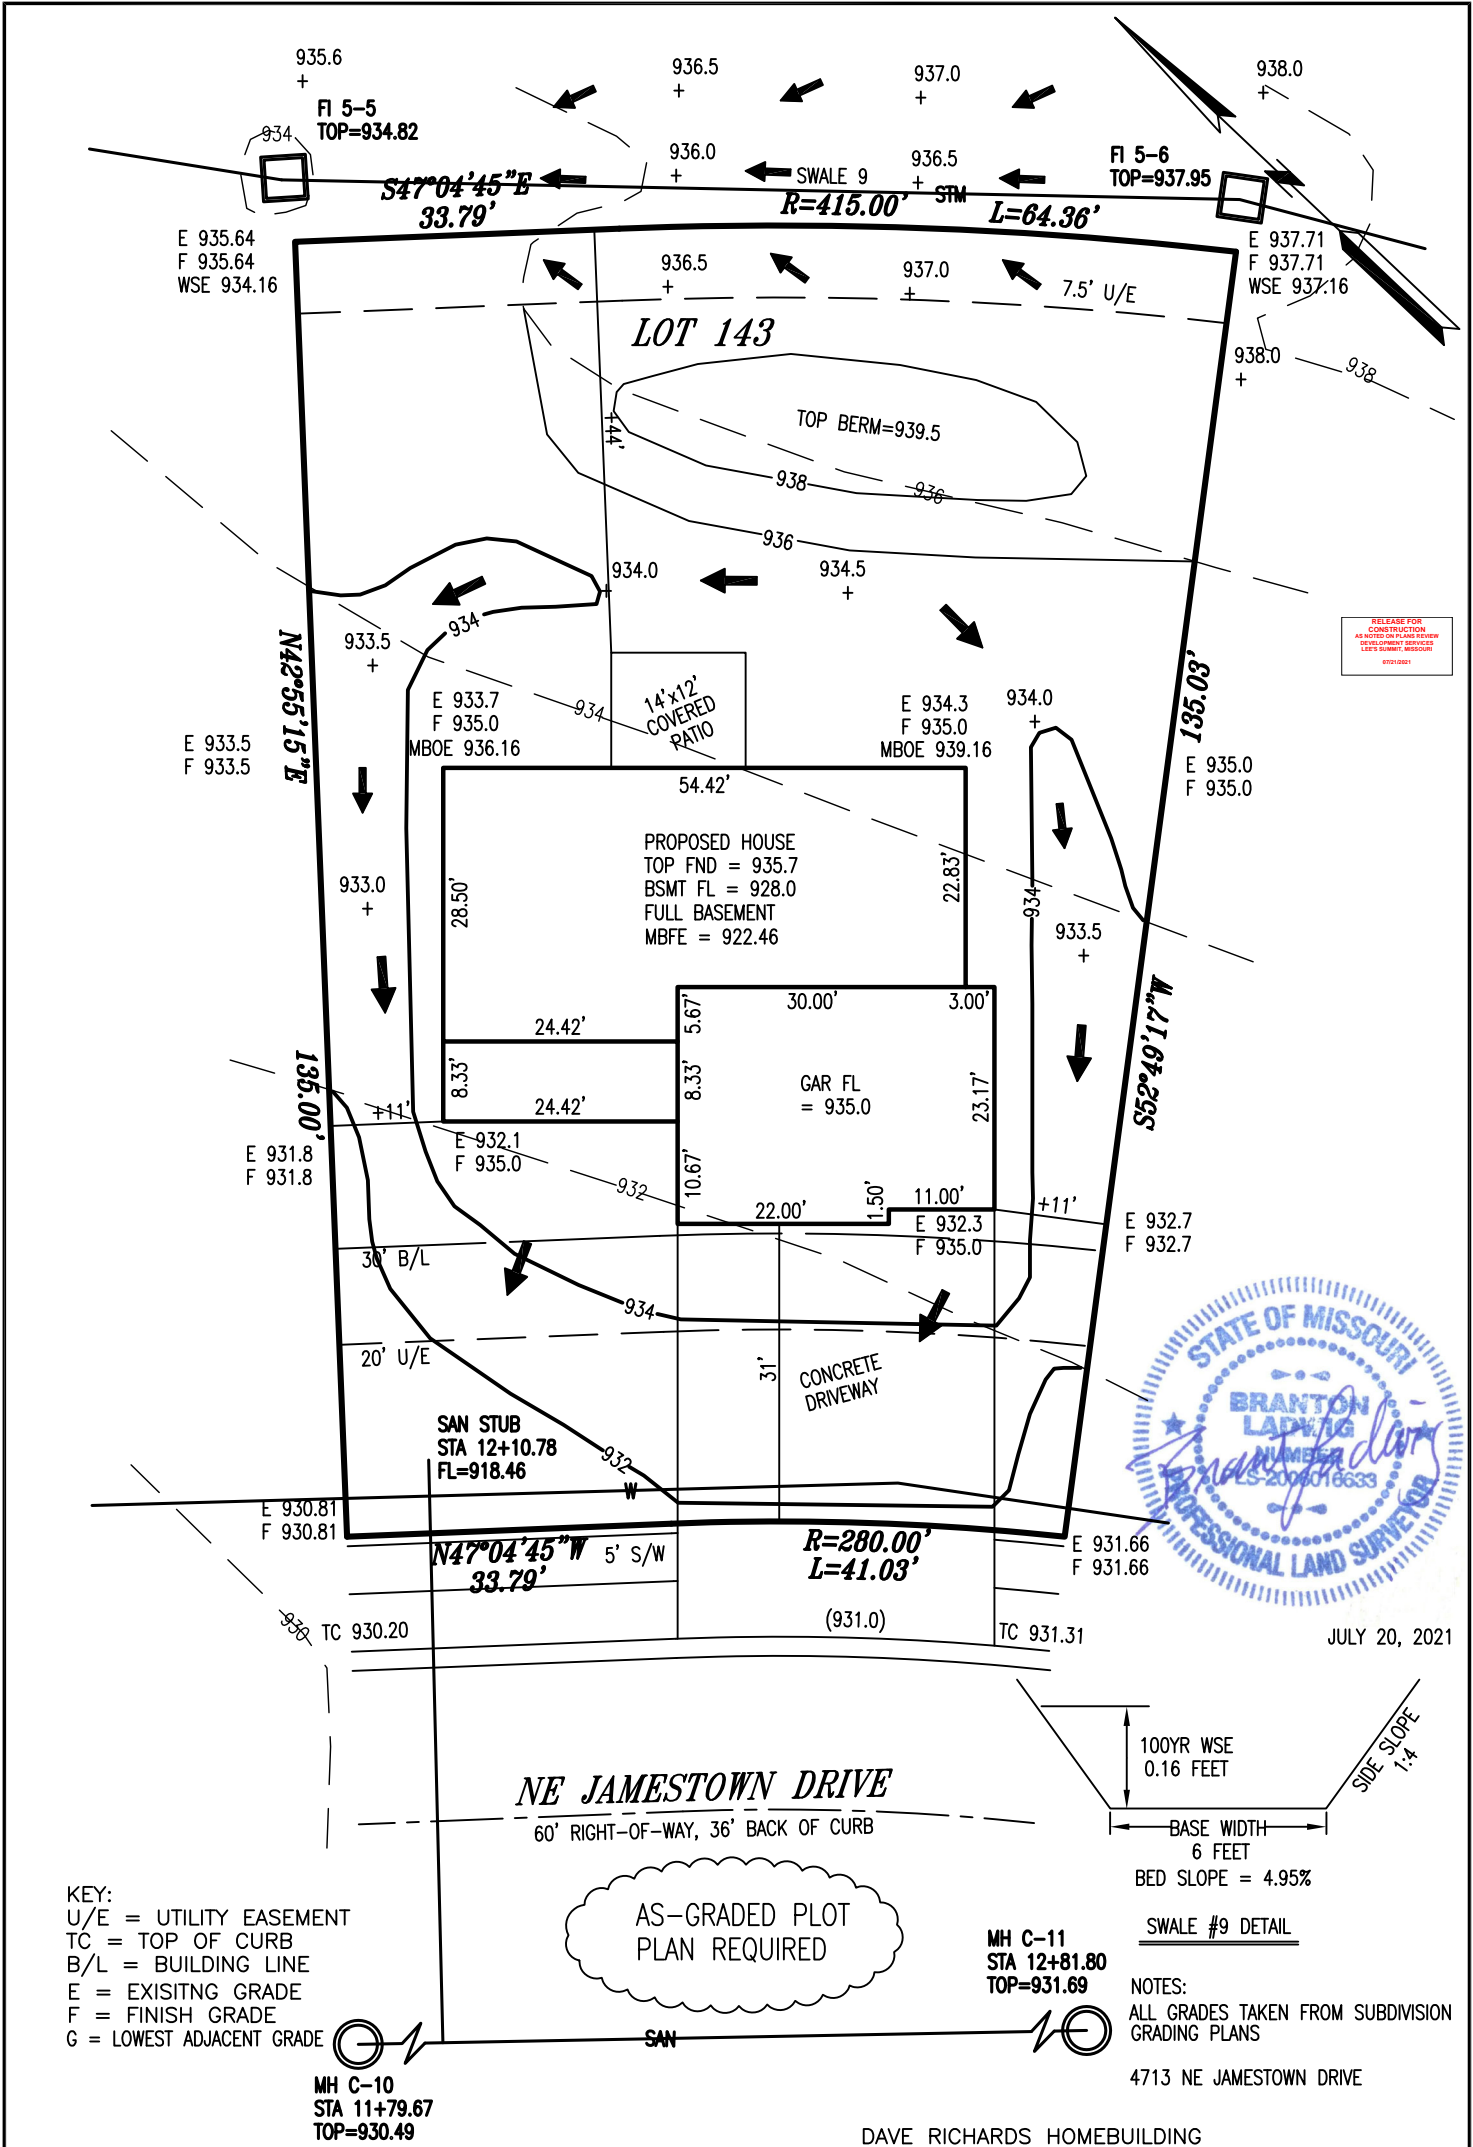 935.6
936.5
937.0
938.0
FI 5-5
TOP=934.82
934
936.0
936.5
SWALE 9
STM
FI 5-6
TOP=937.95
S47°04'45"E
33.79'
R=415.00'
L=64.36'
E 935.64
F 935.64
WSE 934.16
E 937.71
F 937.71
WSE 937.16
936.5
937.0
7.5' U/E
LOT 143
938.0
938
TOP BERM=939.5
+44'
938
936
936
934.0
934.5
934
933.5
N42°55'15"E
135.03'
RELEASE FOR
CONSTRUCTION
AS NOTED ON PLANS REVIEW
DEVELOPMENT SERVICES
LEE'S SUMMIT, MISSOURI
07/21/2021
E 933.7
F 935.0
MBOE 936.16
934
14'x12'
COVERED
PATIO
E 934.3
F 935.0
MBOE 939.16
934.0
E 933.5
F 933.5
E 935.0
F 935.0
54.42'
PROPOSED HOUSE
TOP FND = 935.7
BSMT FL = 928.0
FULL BASEMENT
MBFE = 922.46
28.50'
22.83'
933.0
934
933.5
5.67'
30.00'
3.00'
24.42'
S52°49'17"W
8.33'
8.33'
GAR FL
= 935.0
23.17'
135.00'
+11'
24.42'
E 931.8
F 931.8
E 932.1
F 935.0
932
10.67'
22.00'
1.50'
11.00'
+11'
E 932.3
F 935.0
E 932.7
F 932.7
30' B/L
934
20' U/E
31'
CONCRETE
DRIVEWAY
STATE OF MISSOURI
BRANTON
LADWIG
NUMBER
PLS-2006016633
PROFESSIONAL LAND SURVEYOR
SAN STUB
STA 12+10.78
FL=918.46
932
W
E 930.81
F 930.81
N47°04'45"W
33.79'
5' S/W
R=280.00'
L=41.03'
E 931.66
F 931.66
930
TC 930.20
(931.0)
TC 931.31
JULY 20, 2021
100YR WSE
0.16 FEET
SIDE SLOPE
1:4
BASE WIDTH
6 FEET
BED SLOPE = 4.95%
SWALE #9 DETAIL
NE JAMESTOWN DRIVE
60' RIGHT-OF-WAY, 36' BACK OF CURB
AS-GRADED PLOT
PLAN REQUIRED
KEY:
U/E = UTILITY EASEMENT
TC = TOP OF CURB
B/L = BUILDING LINE
E = EXISITNG GRADE
F = FINISH GRADE
G = LOWEST ADJACENT GRADE
MH C-11
STA 12+81.80
TOP=931.69
SAN
MH C-10
STA 11+79.67
TOP=930.49
NOTES:
ALL GRADES TAKEN FROM SUBDIVISION
GRADING PLANS
4713 NE JAMESTOWN DRIVE
DAVE RICHARDS HOMEBUILDING